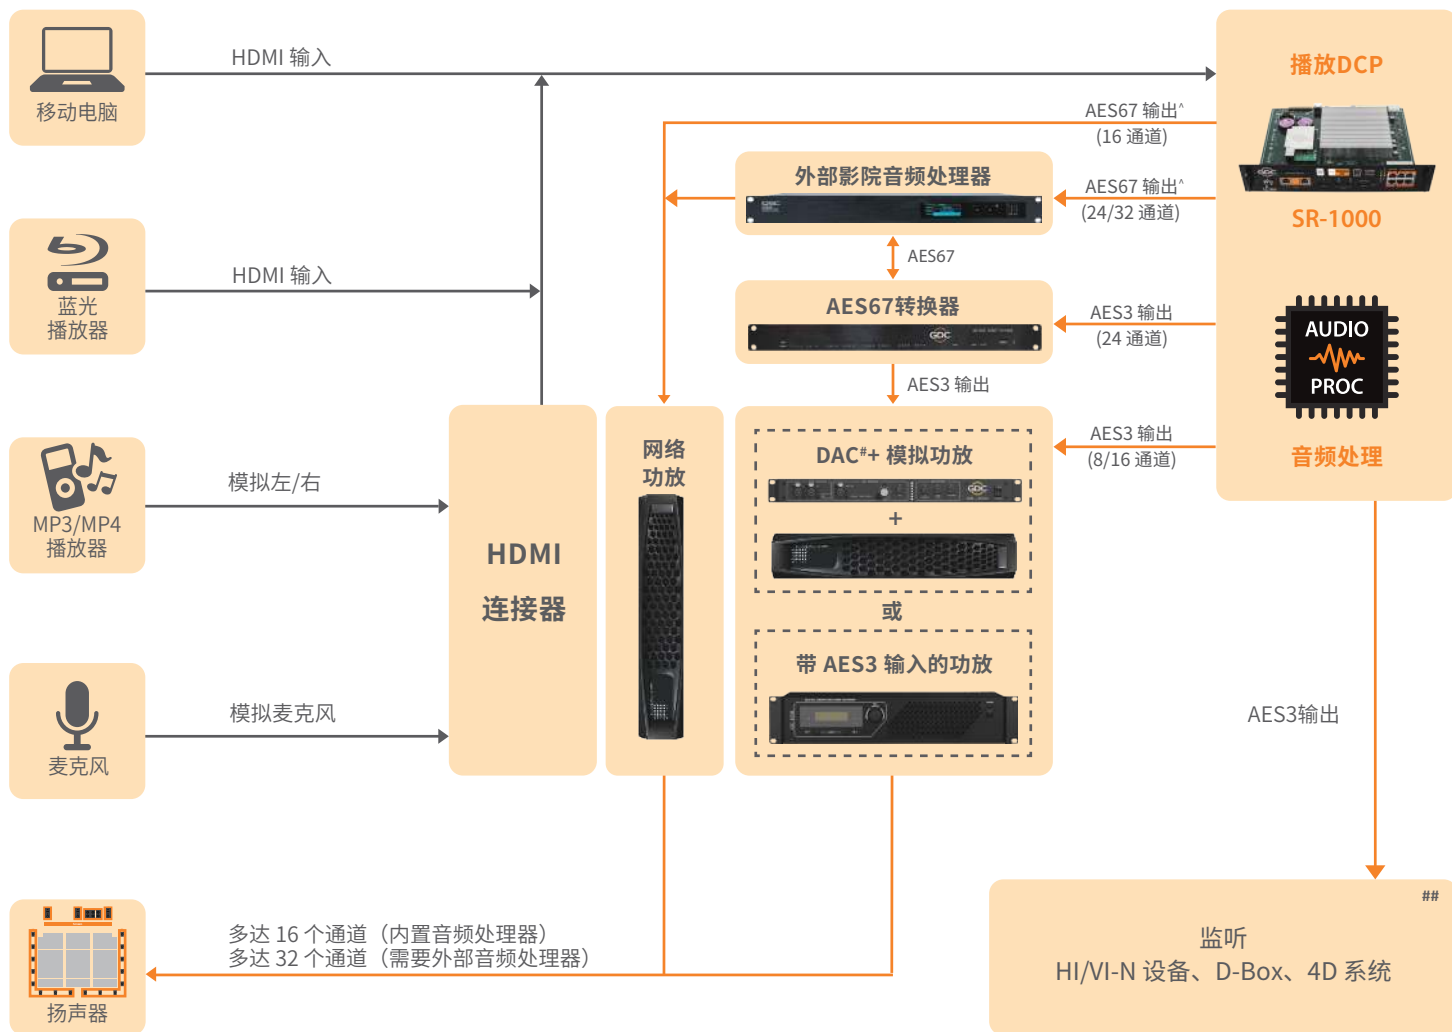 移动电脑
HDMI 输入
蓝光
播放器
HDMI 输入
MP3/MP4
播放器
模拟左/右
麦克风
模拟麦克风
HDMI
连接器
网络
功放
外部影院音频处理器
AES67
AES67转换器
GDC
AES3 输出
DAC#+ 模拟功放
GDC
+
或
带 AES3 输入的功放
AES67 输出^
(16 通道)
AES67 输出^
(24/32 通道)
AES3 输出
(24 通道)
AES3 输出
(8/16 通道)
播放DCP
GDC
SR-1000
AUDIO
PROC
音频处理
AES3输出
##
监听
HI/VI-N 设备、D-Box、4D 系统
多达 16 个通道（内置音频处理器）
多达 32 个通道（需要外部音频处理器）
扬声器